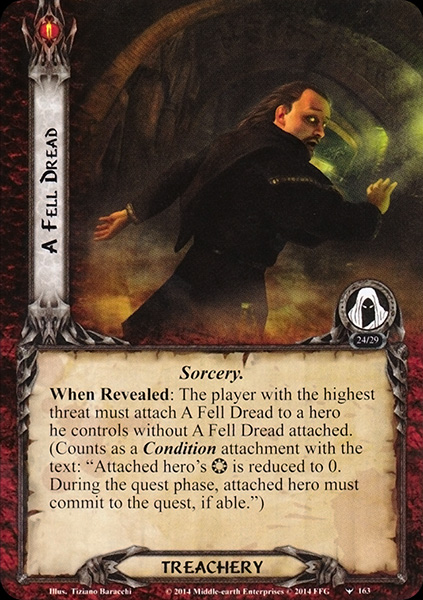 A Fell Dread
24/29
Sorcery.
When Revealed: The player with the highest
threat must attach A Fell Dread to a hero
he controls without A Fell Dread attached.
(Counts as a Condition attachment with the
text: “Attached hero’s is reduced to 0.
During the quest phase, attached hero must
commit to the quest, if able.”)
TREACHERY
Illus. Tiziano Baracchi © 2014 Middle-earth Enterprises © 2014 FFG 163